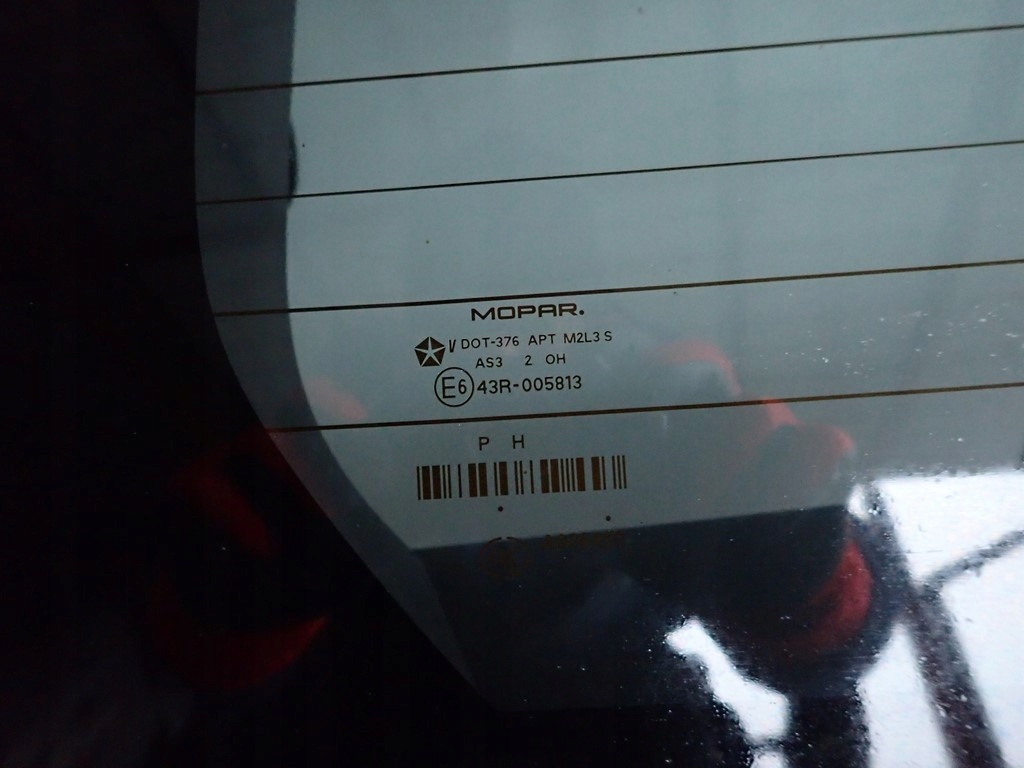 MOPAR.
V DOT-376 APT M2L3 S
AS3 2 OH
E6 43R-005813
P H